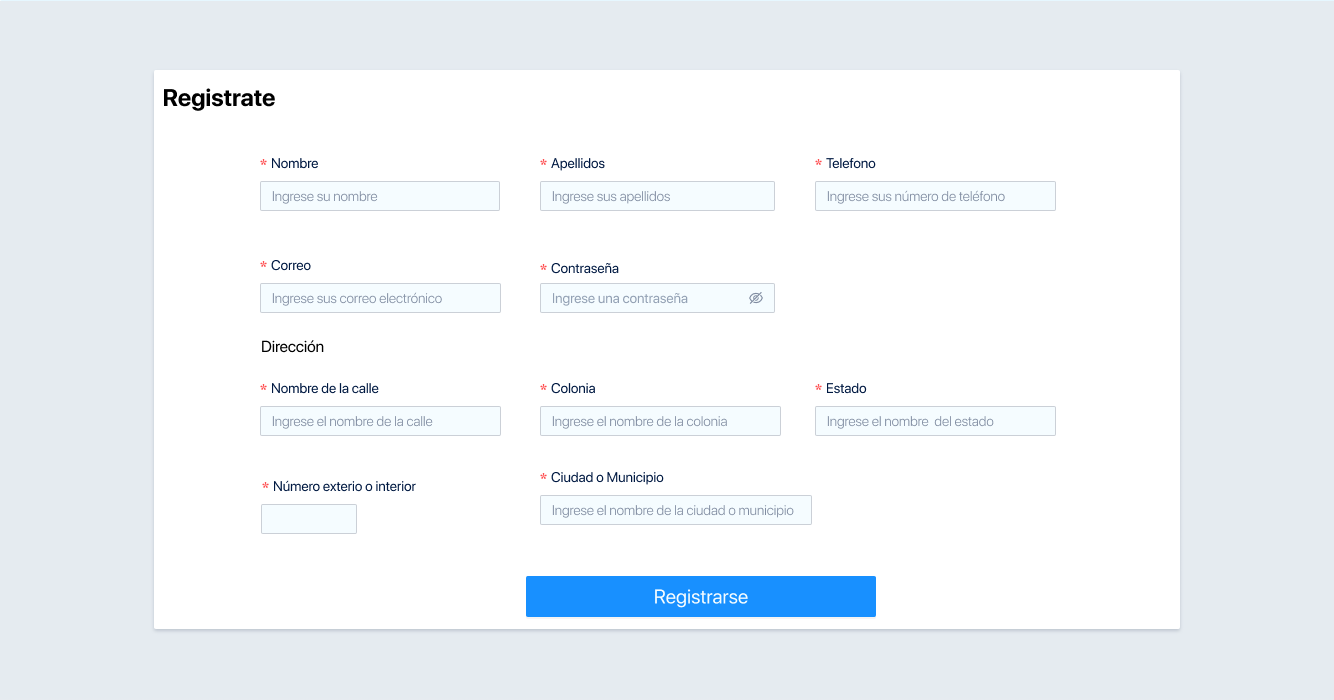 Registrate
* Nombre
* Apellidos
* Telefono
Ingrese su nombre
Ingrese sus apellidos
Ingrese sus número de teléfono
* Correo
* Contraseña
Ingrese sus correo electrónico
Ingrese una contraseña
Dirección
* Nombre de la calle
* Colonia
* Estado
Ingrese el nombre de la calle
Ingrese el nombre de la colonia
Ingrese el nombre  del estado
* Número exterio o interior
* Ciudad o Municipio
Ingrese el nombre de la ciudad o municipio
Registrarse